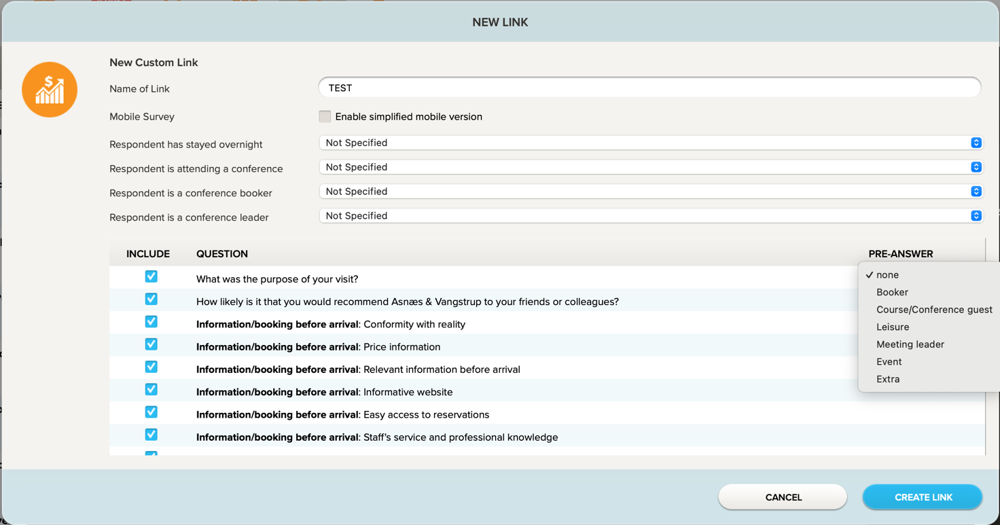 NEW LINK
$
New Custom Link
Name of Link
TEST
Mobile Survey
Enable simplified mobile version
Respondent has stayed overnight
Not Specified
Respondent is attending a conference
Not Specified
Respondent is a conference booker
Not Specified
Respondent is a conference leader
Not Specified
INCLUDE QUESTION PRE-ANSWER
What was the purpose of your visit?
How likely is it that you would recommend Asnæs & Vangstrup to your friends or colleagues?
Information/booking before arrival: Conformity with reality
Information/booking before arrival: Price information
Information/booking before arrival: Relevant information before arrival
Information/booking before arrival: Informative website
Information/booking before arrival: Easy access to reservations
Information/booking before arrival: Staff's service and professional knowledge
none
Booker
Course/Conference guest
Leisure
Meeting leader
Event
Extra
CANCEL
CREATE LINK